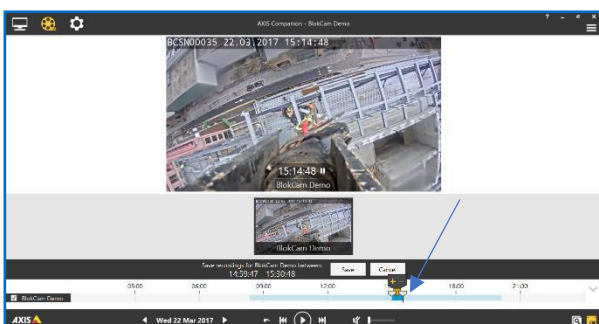 AXIS Companion - BlokCam Demo
BCSN00035 22.03.2017 15:14:48
15:14:48
BlokCam Demo
BlokCam Demo
Save recordings for BlokCam Demo between:
14:59:47 15:30:48
Save Cancel
03:00 06:00 09:00 12:00 18:00 21:00
BlokCam Demo
AXIS
Wed 22 Mar 2017